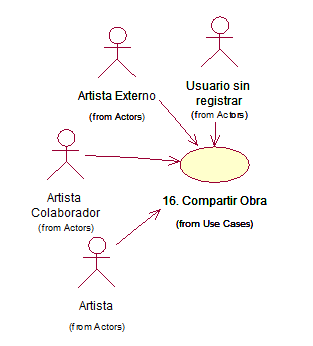 Artista Externo
(from Actors)
Usuario sin
registrar
(from Actors)
Artista
Colaborador
(from Actors)
16. Compartir Obra
(from Use Cases)
Artista
(from Actors)